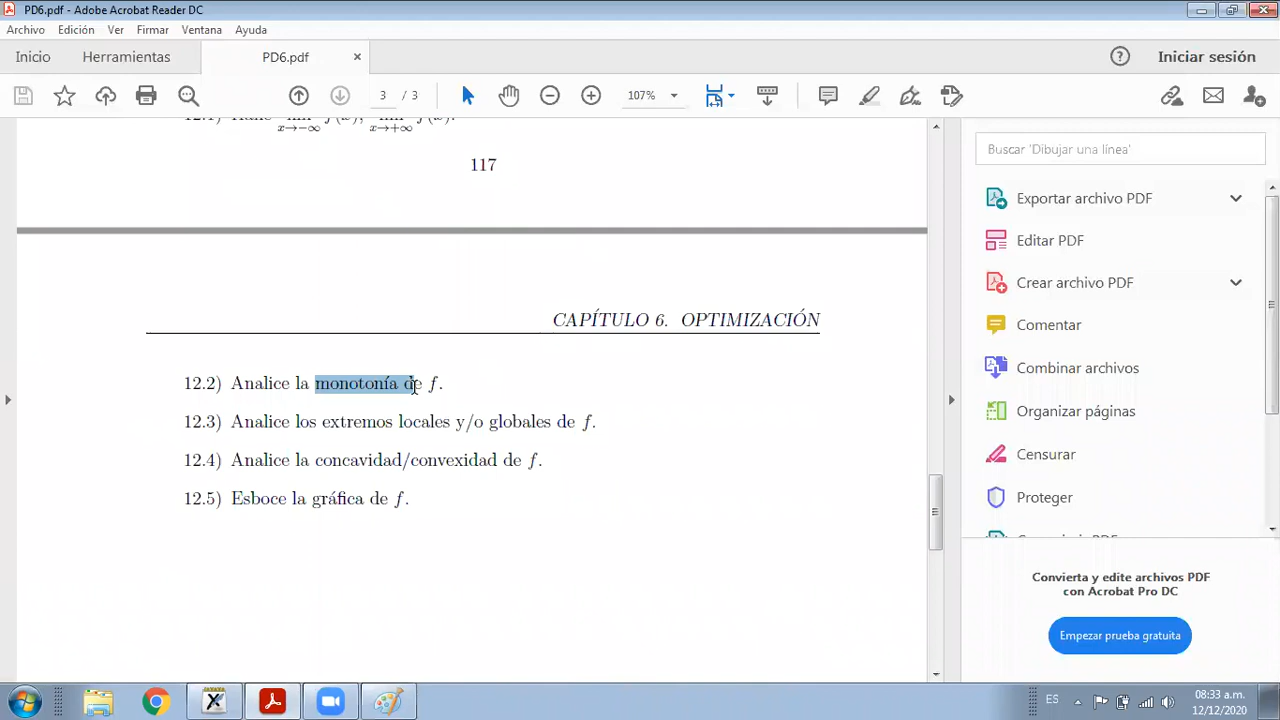 PD6.pdf - Adobe Acrobat Reader DC
Archivo Edición Ver Firmar Ventana Ayuda
Inicio Herramientas PD6.pdf × Iniciar sesión
3 / 3 107%
x→−∞ x→+∞
117
CAPÍTULO 6. OPTIMIZACIÓN
12.2) Analice la monotonía de f.
12.3) Analice los extremos locales y/o globales de f.
12.4) Analice la concavidad/convexidad de f.
12.5) Esboce la gráfica de f.
Buscar 'Dibujar una línea'
Exportar archivo PDF
Editar PDF
Crear archivo PDF
Comentar
Combinar archivos
Organizar páginas
Censurar
Proteger
Convierta y edite archivos PDF
con Acrobat Pro DC
Empezar prueba gratuita
ES
08:33 a.m.
12/12/2020